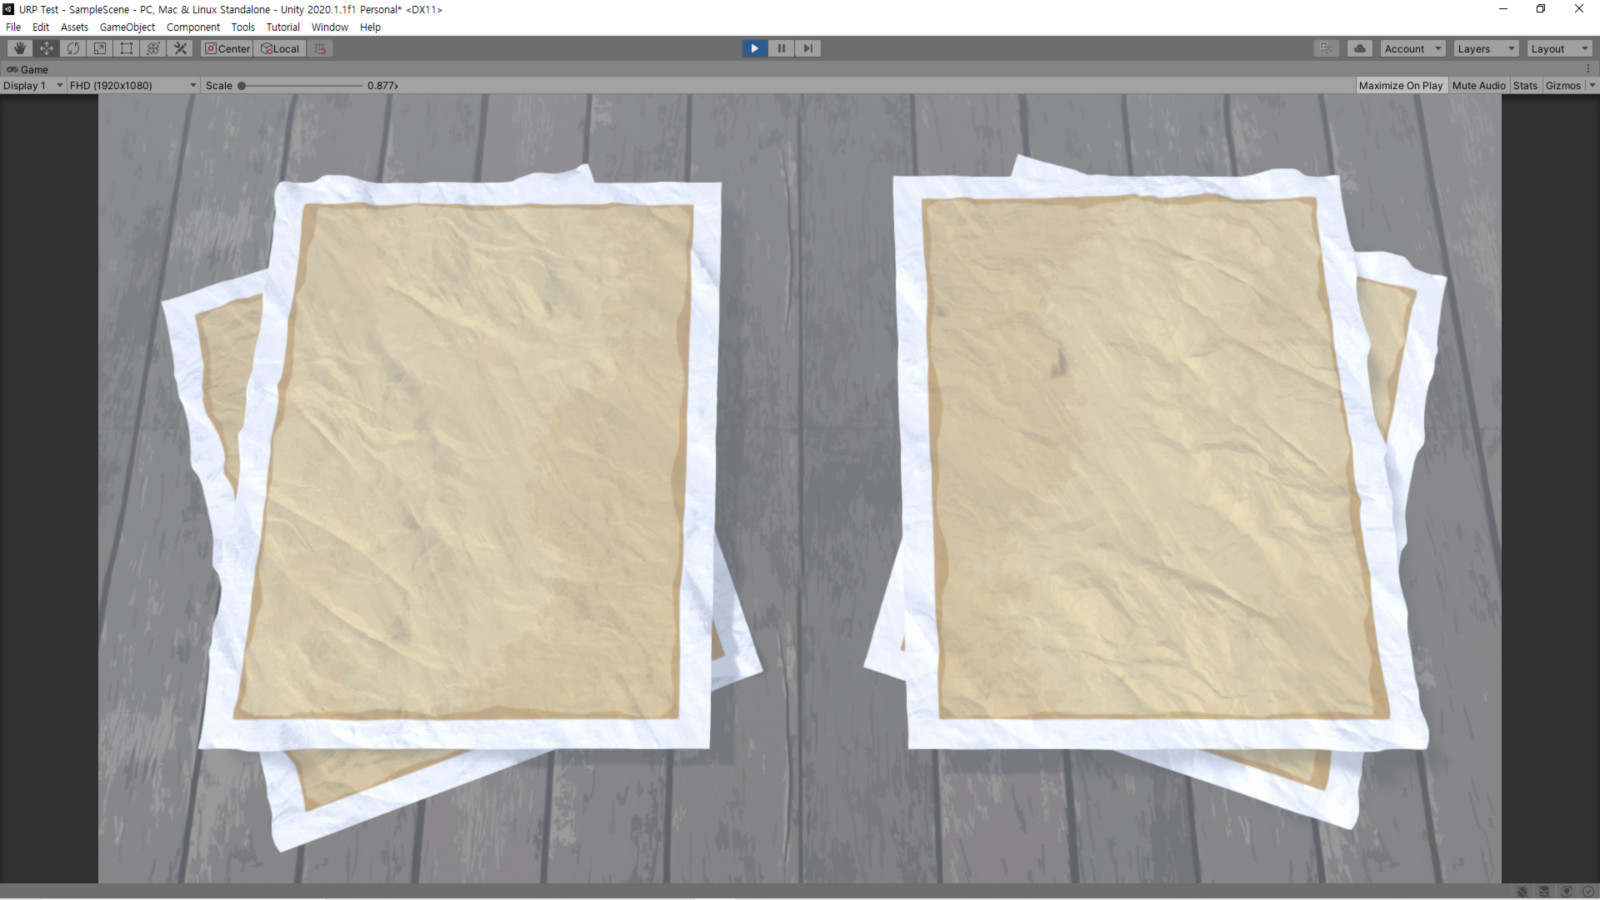 URP Test - SampleScene - PC, Mac & Linux Standalone - Unity 2020.1.1f1 Personal* <DX11>
File Edit Assets GameObject Component Tools Tutorial Window Help
Center Local Account Layers Layout
Game
Display 1 FHD (1920x1080) Scale 0.877x Maximize On Play Mute Audio Stats Gizmos